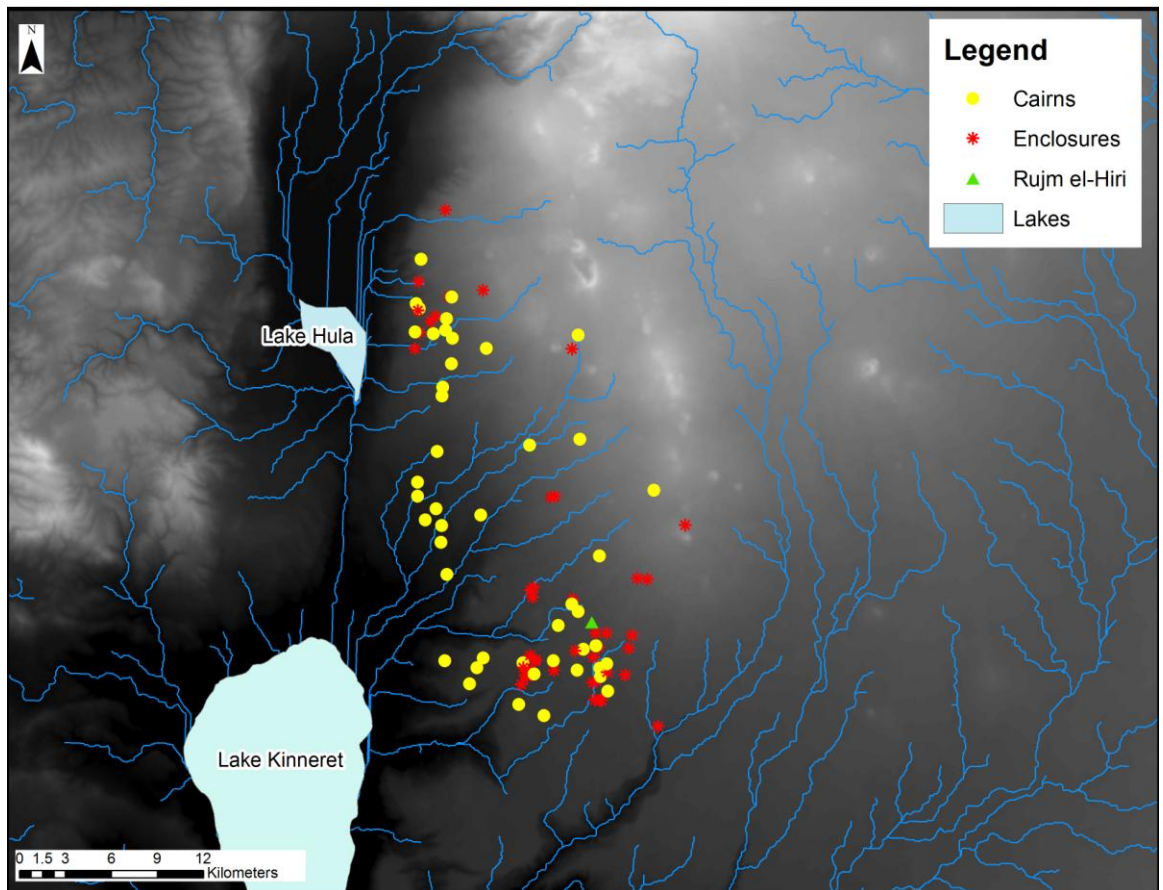 N
Legend
Cairns
Enclosures
Rujm el-Hiri
Lakes
Lake Hula
Lake Kinneret
0 1.5 3 6 9 12
Kilometers